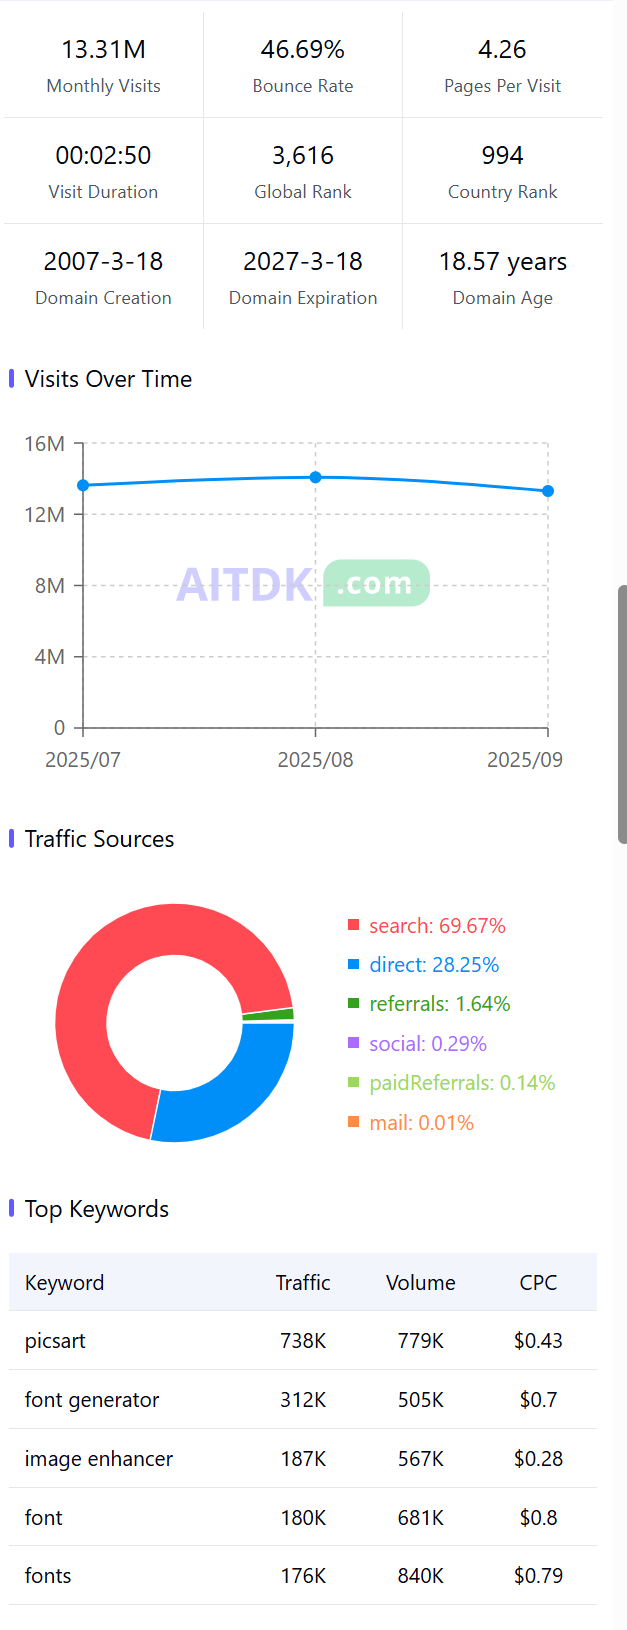 13.31M 46.69% 4.26
Monthly Visits Bounce Rate Pages Per Visit
00:02:50 3,616 994
Visit Duration Global Rank Country Rank
2007-3-18 2027-3-18 18.57 years
Domain Creation Domain Expiration Domain Age
Visits Over Time
16M
12M
8M
AITDK .com
4M
0
2025/07 2025/08 2025/09
Traffic Sources
search: 69.67%
direct: 28.25%
referrals: 1.64%
social: 0.29%
paidReferrals: 0.14%
mail: 0.01%
Top Keywords
Keyword Traffic Volume CPC
picsart 738K 779K $0.43
font generator 312K 505K $0.7
image enhancer 187K 567K $0.28
font 180K 681K $0.8
fonts 176K 840K $0.79